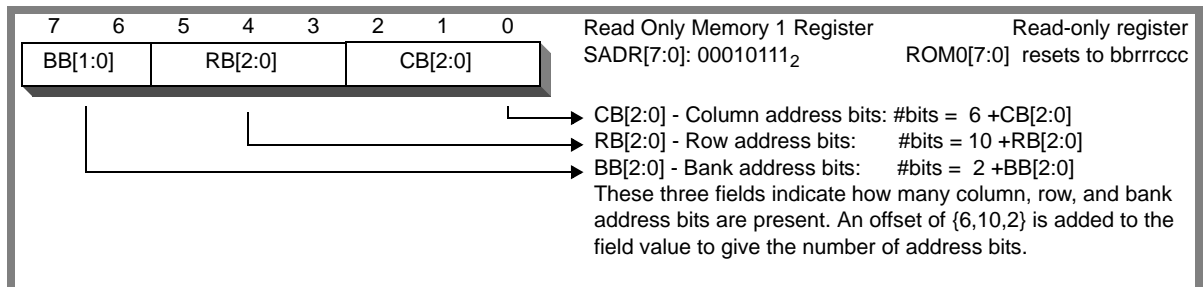 7 6 5 4 3 2 1 0
BB[1:0] RB[2:0] CB[2:0]
Read Only Memory 1 Register Read-only register
SADR[7:0]: 00010111₂ ROM0[7:0] resets to bbrrrccc
CB[2:0] - Column address bits: #bits = 6 +CB[2:0]
RB[2:0] - Row address bits: #bits = 10 +RB[2:0]
BB[2:0] - Bank address bits: #bits = 2 +BB[2:0]
These three fields indicate how many column, row, and bank
address bits are present. An offset of {6,10,2} is added to the
field value to give the number of address bits.